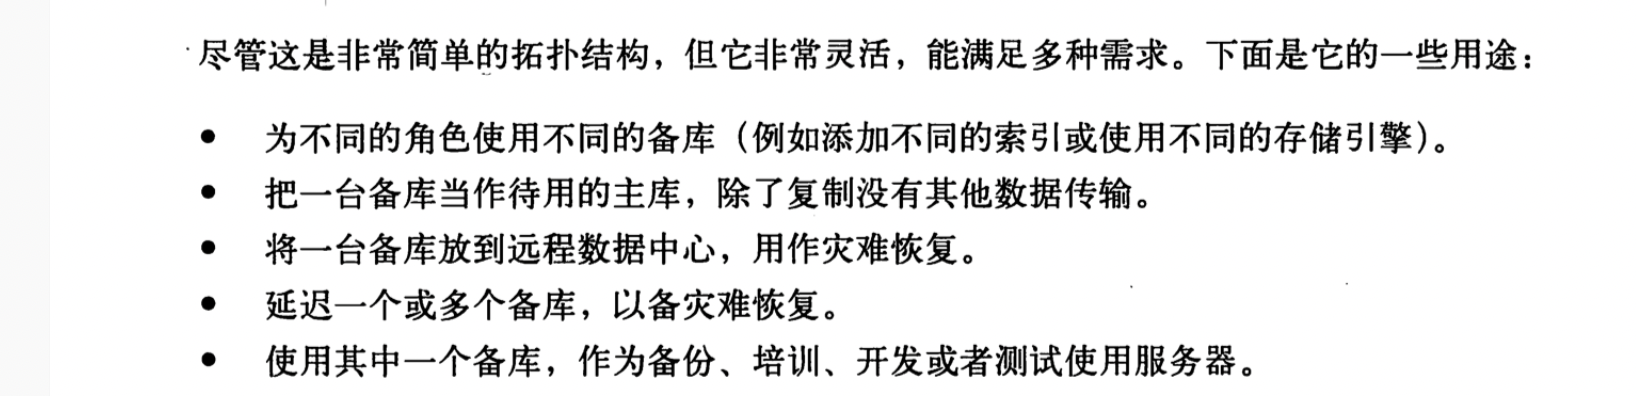 尽管这是非常简单的拓扑结构，但它非常灵活，能满足多种需求。下面是它的一些用途：
● 为不同的角色使用不同的备库（例如添加不同的索引或使用不同的存储引擎）。
● 把一台备库当作待用的主库，除了复制没有其他数据传输。
● 将一台备库放到远程数据中心，用作灾难恢复。
● 延迟一个或多个备库，以备灾难恢复。
● 使用其中一个备库，作为备份、培训、开发或者测试使用服务器。